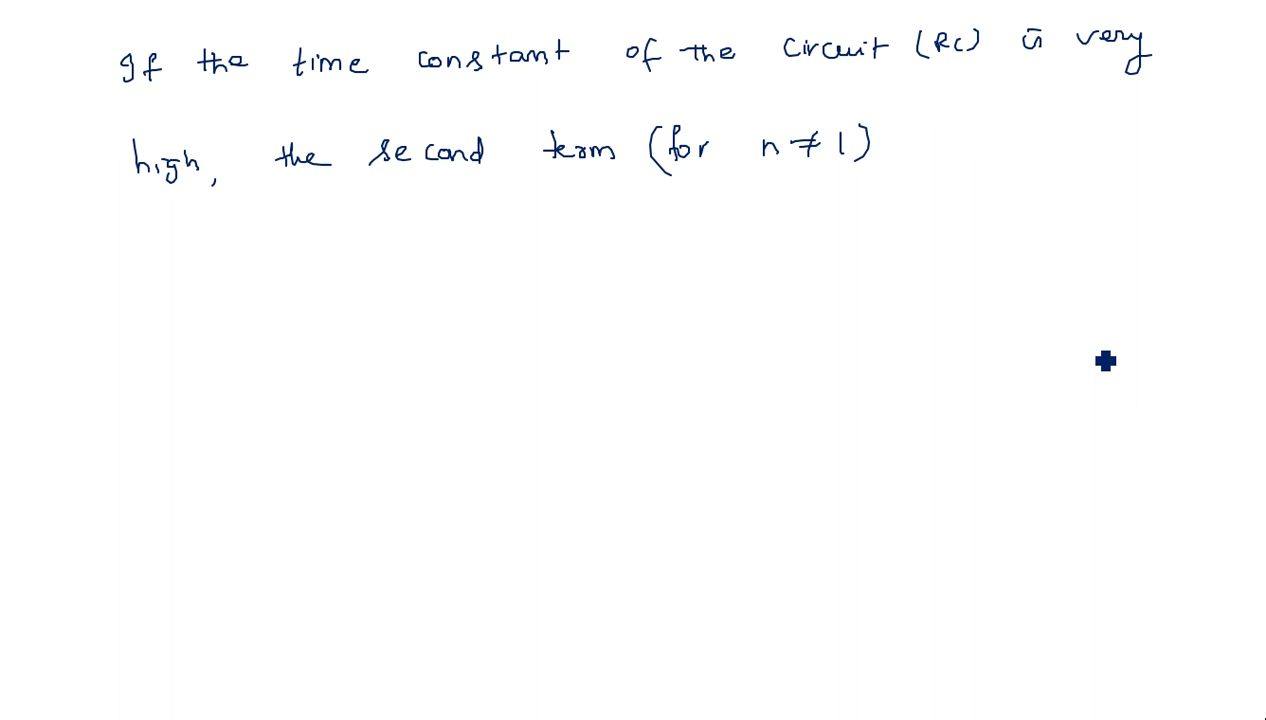 If the time constant of the circuit (RC) is very
high, the second term (for n ≠ 1)